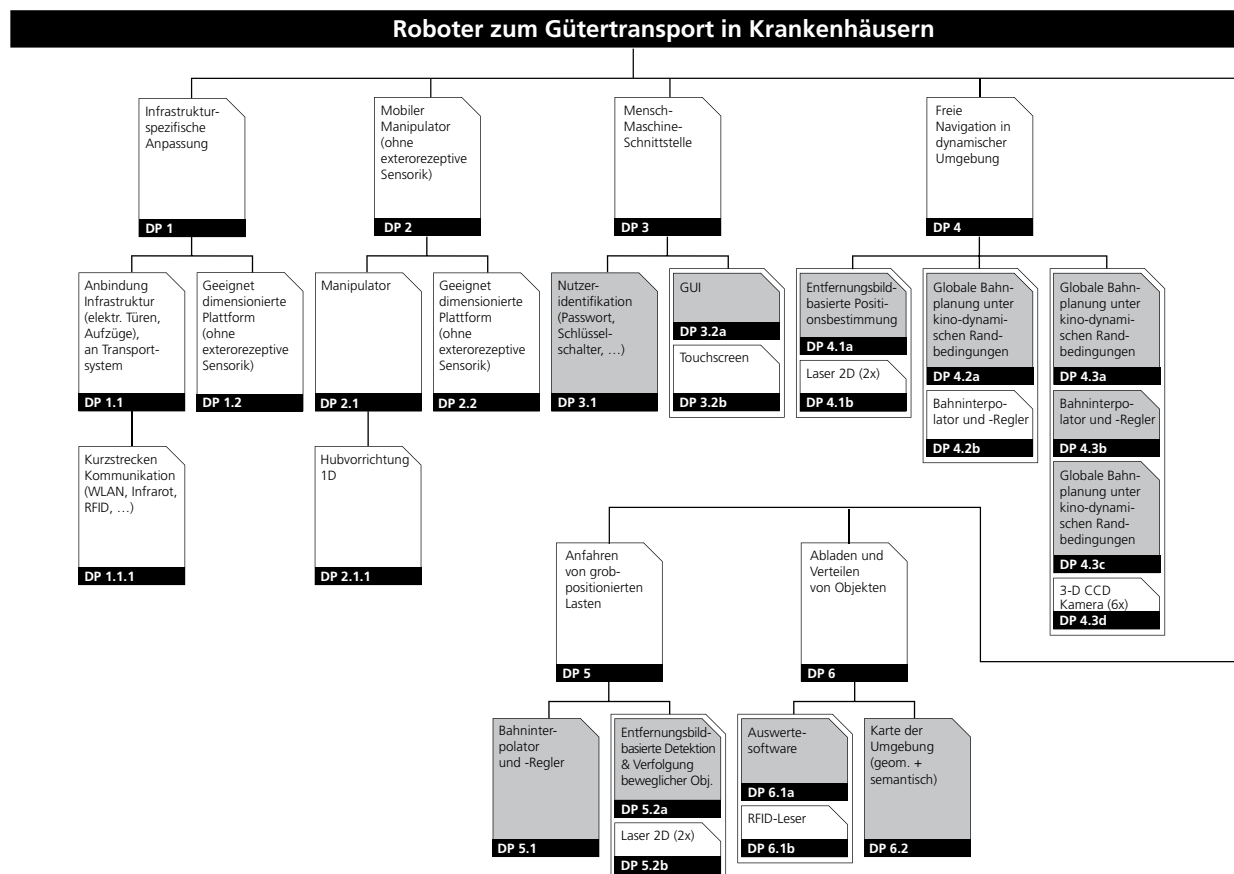 Roboter zum Gütertransport in Krankenhäusern
Infrastruktur-
spezifische
Anpassung
DP 1
Mobiler
Manipulator
(ohne
exterorezeptive
Sensorik)
DP 2
Mensch-
Maschine-
Schnittstelle
DP 3
Freie
Navigation in
dynamischer
Umgebung
DP 4
Anbindung
Infrastruktur
(elektr. Türen,
Aufzüge),
an Transport-
system
DP 1.1
Geeignet
dimensionierte
Plattform
(ohne
exterorezeptive
Sensorik)
DP 1.2
Manipulator
DP 2.1
Geeignet
dimensionierte
Plattform
(ohne
exterorezeptive
Sensorik)
DP 2.2
Nutzer-
identifikation
(Passwort,
Schlüssel-
schalter, ...)
DP 3.1
GUI
DP 3.2a
Touchscreen
DP 3.2b
Entfernungsbild-
basierte Positi-
onsbestimmung
DP 4.1a
Laser 2D (2x)
DP 4.1b
Globale Bahn-
planung unter
kino-dynami-
schen Rand-
bedingungen
DP 4.2a
Bahninterpo-
lator und -Regler
DP 4.2b
Globale Bahn-
planung unter
kino-dynami-
schen Rand-
bedingungen
DP 4.3a
Bahninterpo-
lator und -Regler
DP 4.3b
Globale Bahn-
planung unter
kino-dynami-
schen Rand-
bedingungen
DP 4.3c
3-D CCD
Kamera (6x)
DP 4.3d
Kurzstrecken
Kommunikation
(WLAN, Infrarot,
RFID, ...)
DP 1.1.1
Hubvorrichtung
1D
DP 2.1.1
Anfahren
von grob-
positionierten
Lasten
DP 5
Abladen und
Verteilen
von Objekten
DP 6
Bahninter-
polator
und -Regler
DP 5.1
Entfernungsbild-
basierte Detektion
& Verfolgung
beweglicher Obj.
DP 5.2a
Laser 2D (2x)
DP 5.2b
Auswerte-
software
DP 6.1a
RFID-Leser
DP 6.1b
Karte der
Umgebung
(geom. +
semantisch)
DP 6.2